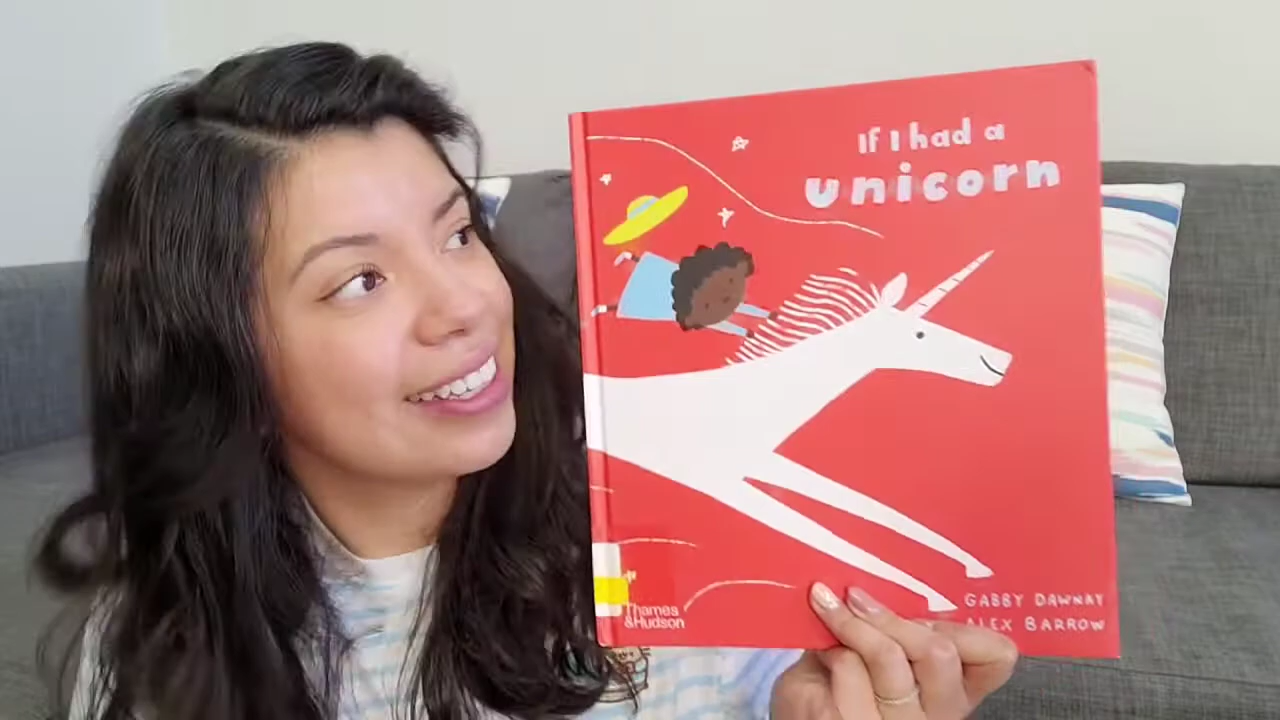 If I had a
unicorn
Thames
&Hudson
GABBY DAWNAY
ALEX BARROW